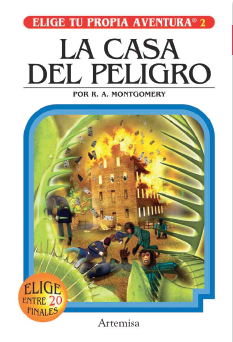 ELIGE TU PROPIA AVENTURA® 2
LA CASA
DEL PELIGRO
POR R. A. MONTGOMERY
ELIGE
ENTRE 20
FINALES
Artemisa